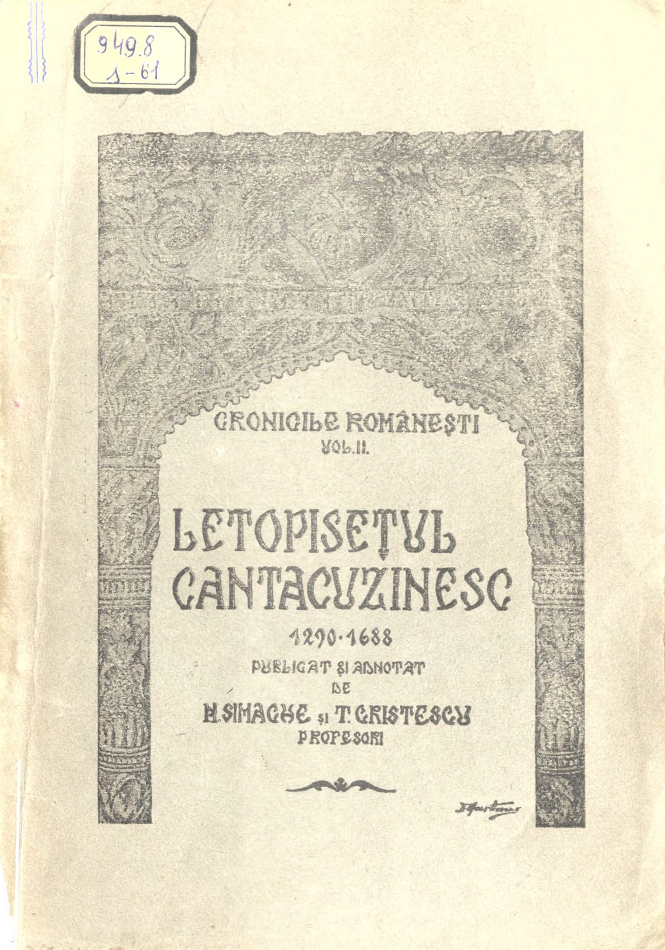 949.8
1-61
CRONICILE ROMÂNEȘTI
VOL. II.
LETOPISEȚUL
CANTACUZINESC
1290·1688
PUBLICAT ȘI ADNOTAT
DE
N. SIMACHE ȘI T. CRISTESCU
PROFESORI